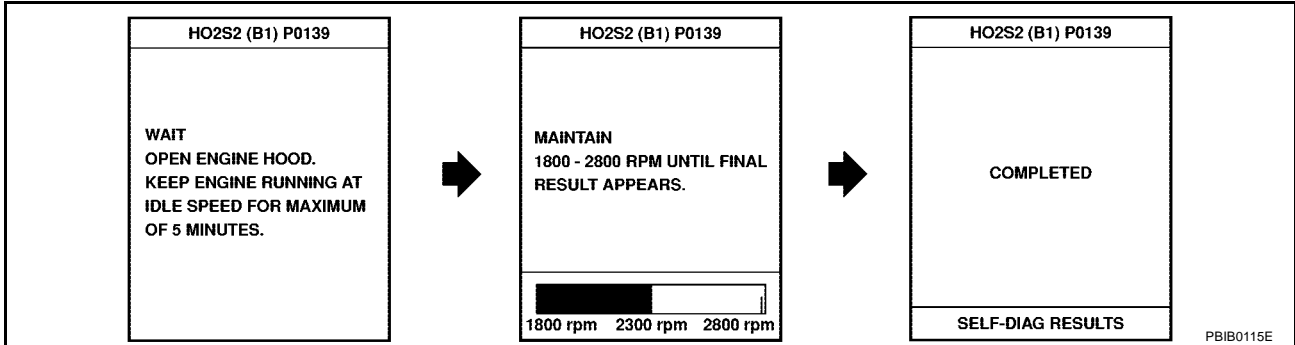 HO2S2 (B1) P0139
WAIT
OPEN ENGINE HOOD.
KEEP ENGINE RUNNING AT
IDLE SPEED FOR MAXIMUM
OF 5 MINUTES.
HO2S2 (B1) P0139
MAINTAIN
1800 - 2800 RPM UNTIL FINAL
RESULT APPEARS.
1800 rpm 2300 rpm 2800 rpm
HO2S2 (B1) P0139
COMPLETED
SELF-DIAG RESULTS
PBIB0115E